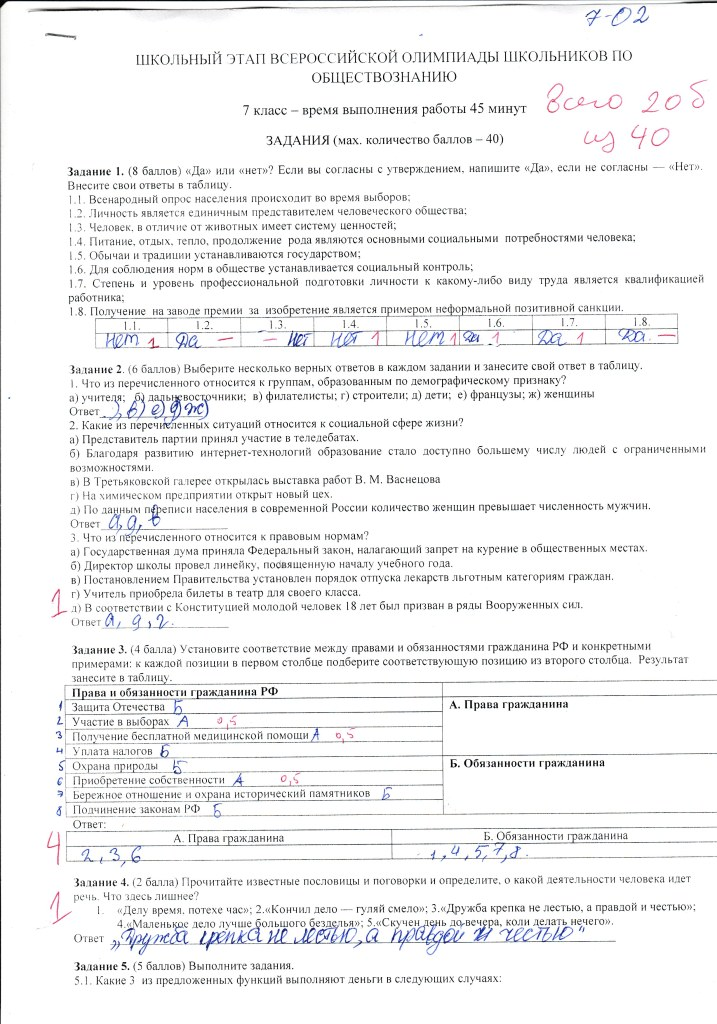 7-02
ШКОЛЬНЫЙ ЭТАП ВСЕРОССИЙСКОЙ ОЛИМПИАДЫ ШКОЛЬНИКОВ ПО
ОБЩЕСТВОЗНАНИЮ
7 класс – время выполнения работы 45 минут
Всего 20 б
из 40
ЗАДАНИЯ (мах. количество баллов – 40)
Задание 1. (8 баллов) «Да» или «нет»? Если вы согласны с утверждением, напишите «Да», если не согласны — «Нет».
Внесите свои ответы в таблицу.
1.1. Всенародный опрос населения происходит во время выборов;
1.2. Личность является единичным представителем человеческого общества;
1.3. Человек, в отличие от животных имеет систему ценностей;
1.4. Питание, отдых, тепло, продолжение рода являются основными социальными потребностями человека;
1.5. Обычаи и традиции устанавливаются государством;
1.6. Для соблюдения норм в обществе устанавливается социальный контроль;
1.7. Степень и уровень профессиональной подготовки личности к какому-либо виду труда является квалификацией
работника;
1.8. Получение на заводе премии за изобретение является примером неформальной позитивной санкции.
1.1. 1.2. 1.3. 1.4. 1.5. 1.6. 1.7. 1.8.
Нет 1 Да — — Нет Нет 1 Нет 1 Да 1 Да 1 Да —
Задание 2. (6 баллов) Выберите несколько верных ответов в каждом задании и занесите свой ответ в таблицу.
1. Что из перечисленного относится к группам, образованным по демографическому признаку?
а) учителя; б) дальневосточники; в) филателисты; г) строители; д) дети; е) французы; ж) женщины
Ответ в) е) д) ж)
2. Какие из перечисленных ситуаций относится к социальной сфере жизни?
а) Представитель партии принял участие в теледебатах.
б) Благодаря развитию интернет-технологий образование стало доступно большему числу людей с ограниченными
возможностями.
в) В Третьяковской галерее открылась выставка работ В. М. Васнецова
г) На химическом предприятии открыт новый цех.
д) По данным переписи населения в современной России количество женщин превышает численность мужчин.
Ответ а, д, в
3. Что из перечисленного относится к правовым нормам?
а) Государственная дума приняла Федеральный закон, налагающий запрет на курение в общественных местах.
б) Директор школы провел линейку, посвященную началу учебного года.
в) Постановлением Правительства установлен порядок отпуска лекарств льготным категориям граждан.
г) Учитель приобрела билеты в театр для своего класса.
1 д) В соответствии с Конституцией молодой человек 18 лет был призван в ряды Вооруженных сил.
Ответ а, д, г.
Задание 3. (4 балла) Установите соответствие между правами и обязанностями гражданина РФ и конкретными
примерами: к каждой позиции в первом столбце подберите соответствующую позицию из второго столбца. Результат
занесите в таблицу.
Права и обязанности гражданина РФ
1 Защита Отечества Б А. Права гражданина
2 Участие в выборах А 0,5
3 Получение бесплатной медицинской помощи А 0,5
4 Уплата налогов Б
5 Охрана природы Б Б. Обязанности гражданина
6 Приобретение собственности А 0,5
7 Бережное отношение и охрана исторический памятников Б
8 Подчинение законам РФ Б
Ответ:
4 А. Права гражданина Б. Обязанности гражданина
2, 3, 6 1, 4, 5, 7, 8.
Задание 4. (2 балла) Прочитайте известные пословицы и поговорки и определите, о какой деятельности человека идет
речь. Что здесь лишнее?
1 1. «Делу время, потехе час»; 2.«Кончил дело — гуляй смело»; 3.«Дружба крепка не лестью, а правдой и честью»;
4.«Маленькое дело лучше большого безделья»; 5.«Скучен день до вечера, коли делать нечего».
Ответ „Дружба крепка не лестью, а правдой и честью"
Задание 5. (5 баллов) Выполните задания.
5.1. Какие 3 из предложенных функций выполняют деньги в следующих случаях: